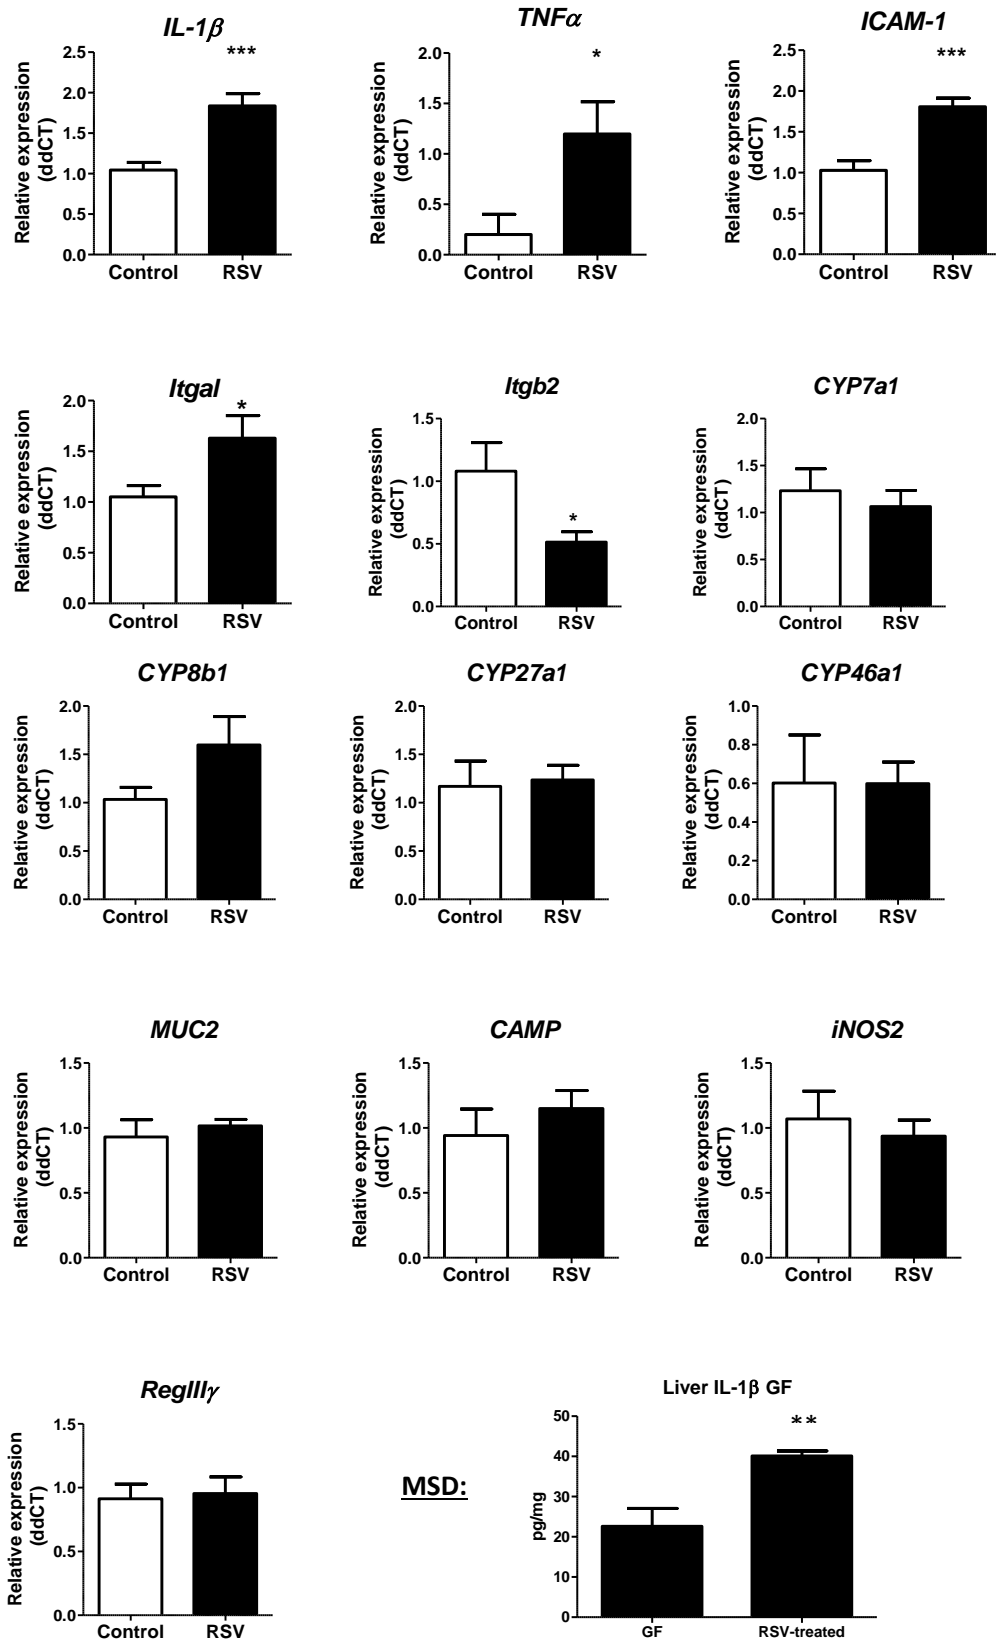 IL-1β
TNFα
ICAM-1
***
*
***
Relative expression
(ddCT)
2.5
2.0
1.5
1.0
0.5
0.0
Control
RSV
Relative expression
(ddCT)
2.0
1.5
1.0
0.5
0.0
Control
RSV
Relative expression
(ddCT)
2.5
2.0
1.5
1.0
0.5
0.0
Control
RSV
Itgal
*
Relative expression
(ddCT)
2.0
1.5
1.0
0.5
0.0
Control
RSV
Itgb2
*
Relative expression
(ddCT)
1.5
1.0
0.5
0.0
Control
RSV
CYP7a1
Relative expression
(ddCT)
2.0
1.5
1.0
0.5
0.0
Control
RSV
CYP8b1
Relative expression
(ddCT)
2.0
1.5
1.0
0.5
0.0
Control
RSV
CYP27a1
Relative expression
(ddCT)
2.0
1.5
1.0
0.5
0.0
Control
RSV
CYP46a1
Relative expression
(ddCT)
1.0
0.8
0.6
0.4
0.2
0.0
Control
RSV
MUC2
Relative expression
(ddCT)
1.5
1.0
0.5
0.0
Control
RSV
CAMP
Relative expression
(ddCT)
1.5
1.0
0.5
0.0
Control
RSV
iNOS2
Relative expression
(ddCT)
1.5
1.0
0.5
0.0
Control
RSV
RegIIIγ
Relative expression
(ddCT)
1.5
1.0
0.5
0.0
Control
RSV
MSD:
Liver IL-1β GF
**
pg/mg
50
40
30
20
10
0
GF
RSV-treated